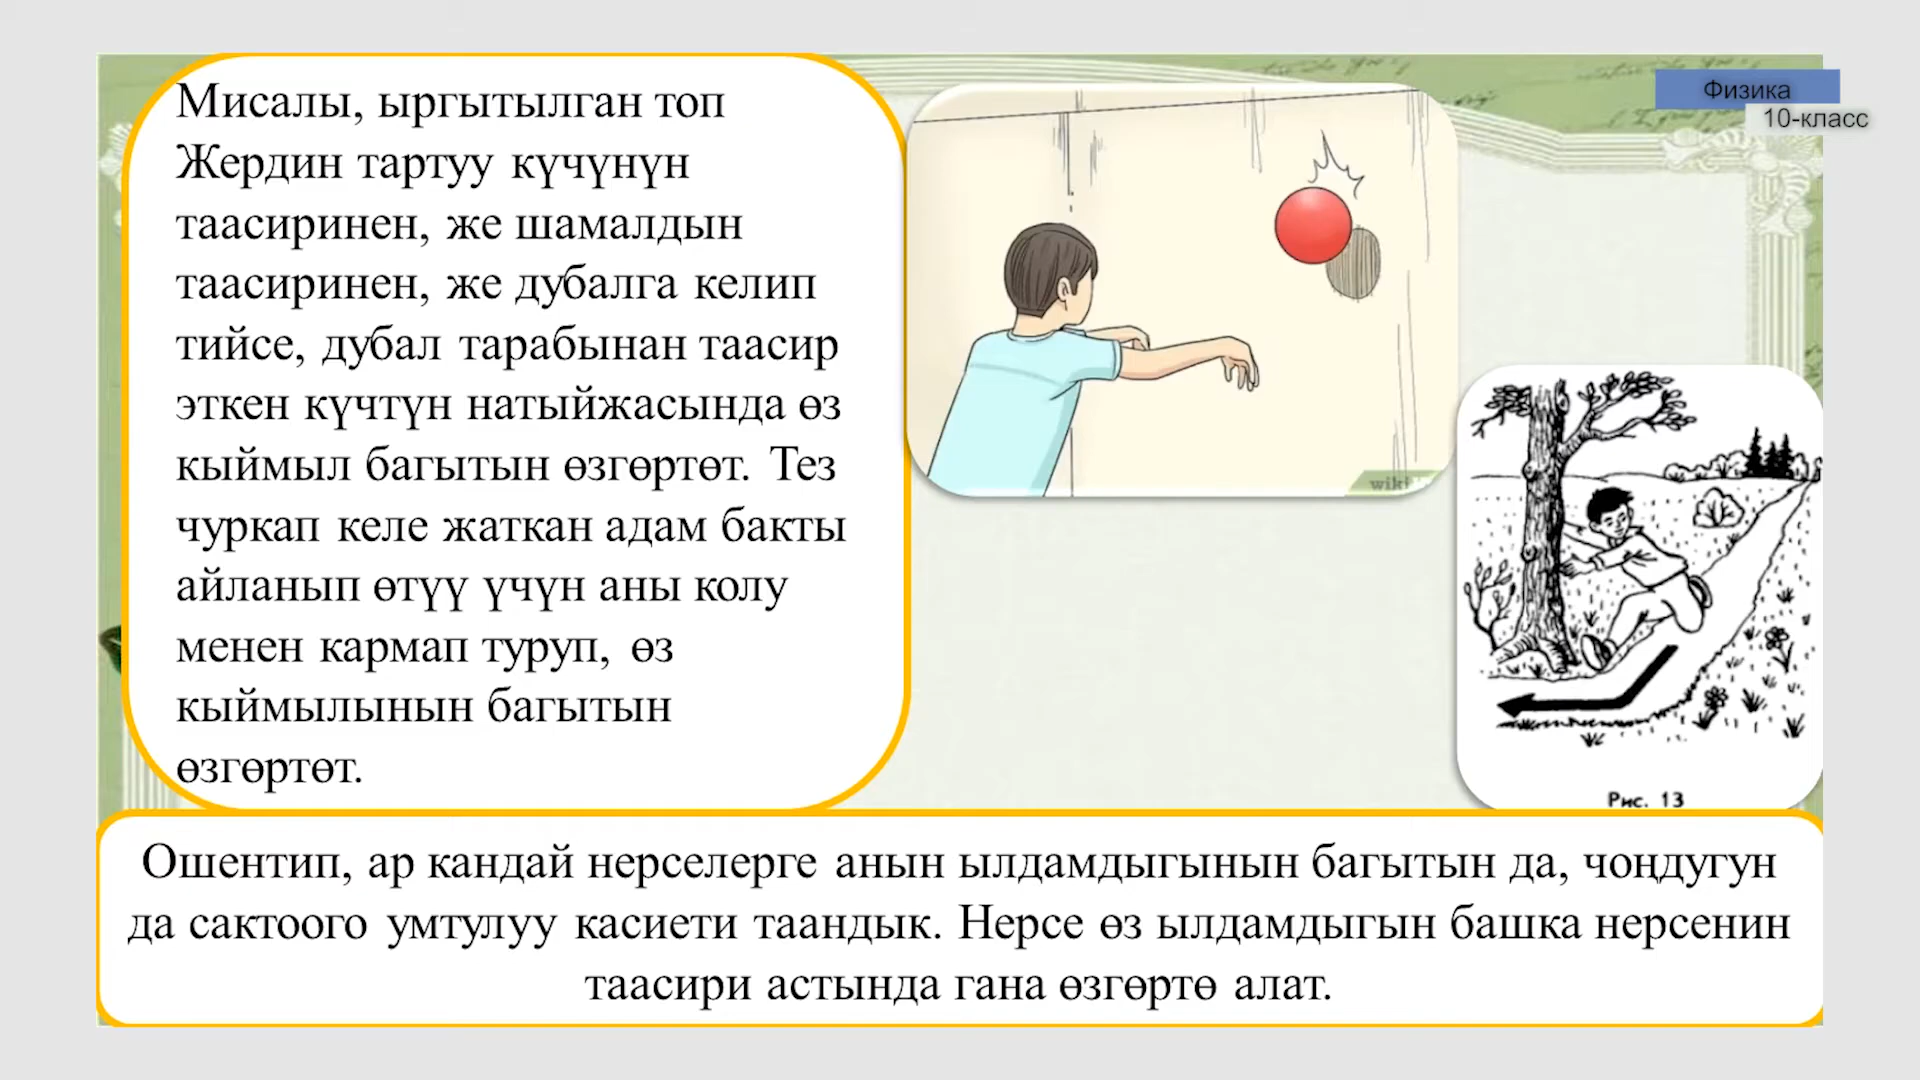 Мисалы, ыргытылган топ
Жердин тартуу күчүнүн
таасиринен, же шамалдын
таасиринен, же дубалга келип
тийсе, дубал тарабынан таасир
эткен күчтүн натыйжасында өз
кыймыл багытын өзгөртөт. Тез
чуркап келе жаткан адам бакты
айланып өтүү үчүн аны колу
менен кармап туруп, өз
кыймылынын багытын
өзгөртөт.
Физика
10-класс
Рис. 13
Ошентип, ар кандай нерселерге анын ылдамдыгынын багытын да, чоңдугун
да сактоого умтулуу касиети таандык. Нерсе өз ылдамдыгын башка нерсенин
таасири астында гана өзгөртө алат.